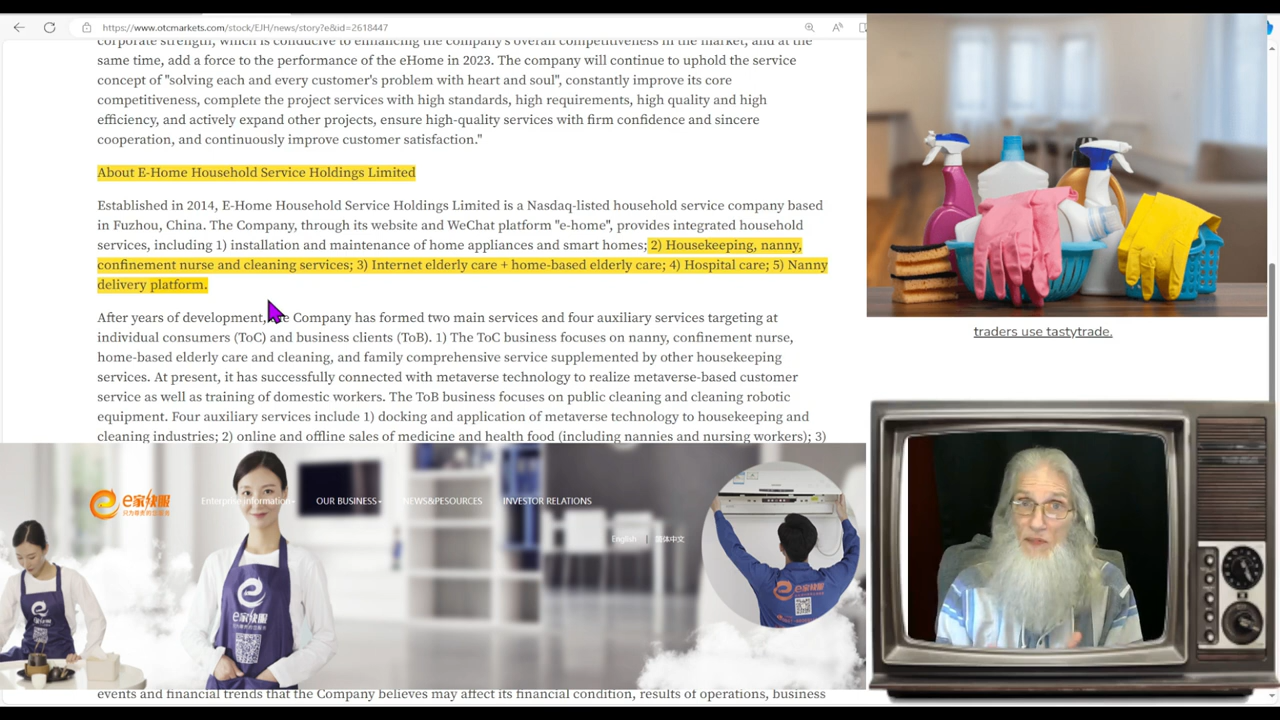 https://www.otcmarkets.com/stock/EJH/news/story?e&id=2618447
corporate strength, which is conducive to enhancing the company's overall competitiveness in the market, and at the
same time, add a force to the performance of the eHome in 2023. The company will continue to uphold the service
concept of "solving each and every customer's problem with heart and soul", constantly improve its core
competitiveness, complete the project services with high standards, high requirements, high quality and high
efficiency, and actively expand other projects, ensure high-quality services with firm confidence and sincere
cooperation, and continuously improve customer satisfaction."
About E-Home Household Service Holdings Limited
Established in 2014, E-Home Household Service Holdings Limited is a Nasdaq-listed household service company based
in Fuzhou, China. The Company, through its website and WeChat platform "e-home", provides integrated household
services, including 1) installation and maintenance of home appliances and smart homes; 2) Housekeeping, nanny,
confinement nurse and cleaning services; 3) Internet elderly care + home-based elderly care; 4) Hospital care; 5) Nanny
delivery platform.
After years of development, Company has formed two main services and four auxiliary services targeting at
individual consumers (ToC) and business clients (ToB). 1) The ToC business focuses on nanny, confinement nurse,
home-based elderly care and cleaning, and family comprehensive service supplemented by other housekeeping
services. At present, it has successfully connected with metaverse technology to realize metaverse-based customer
service as well as training of domestic workers. The ToB business focuses on public cleaning and cleaning robotic
equipment. Four auxiliary services include 1) docking and application of metaverse technology to housekeeping and
cleaning industries; 2) online and offline sales of medicine and health food (including nannies and nursing workers); 3)
traders use tastytrade.
e家快服
Enterprise information OUR BUSINESS NEWS&PESOURCES INVESTOR RELATIONS
English | 简体中文
e家快服
events and financial trends that the Company believes may affect its financial condition, results of operations, business